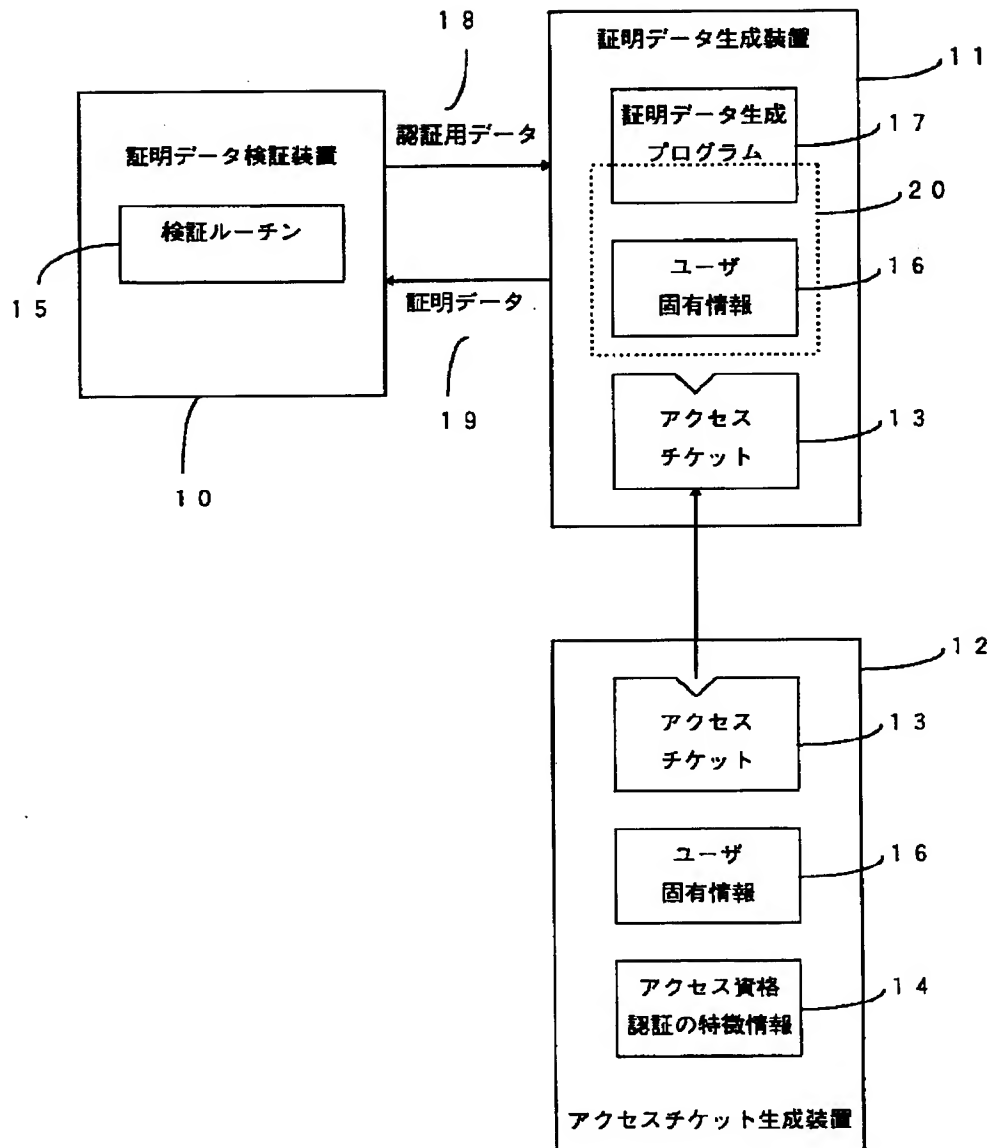 １８
証明データ生成装置
１１
証明データ生成
プログラム
１７
認証用データ
証明データ検証装置
２０
検証ルーチン
ユーザ
固有情報
１６
１５
証明データ
１９
アクセス
チケット
１３
１０
１２
アクセス
チケット
１３
ユーザ
固有情報
１６
アクセス資格
認証の特徴情報
１４
アクセスチケット生成装置